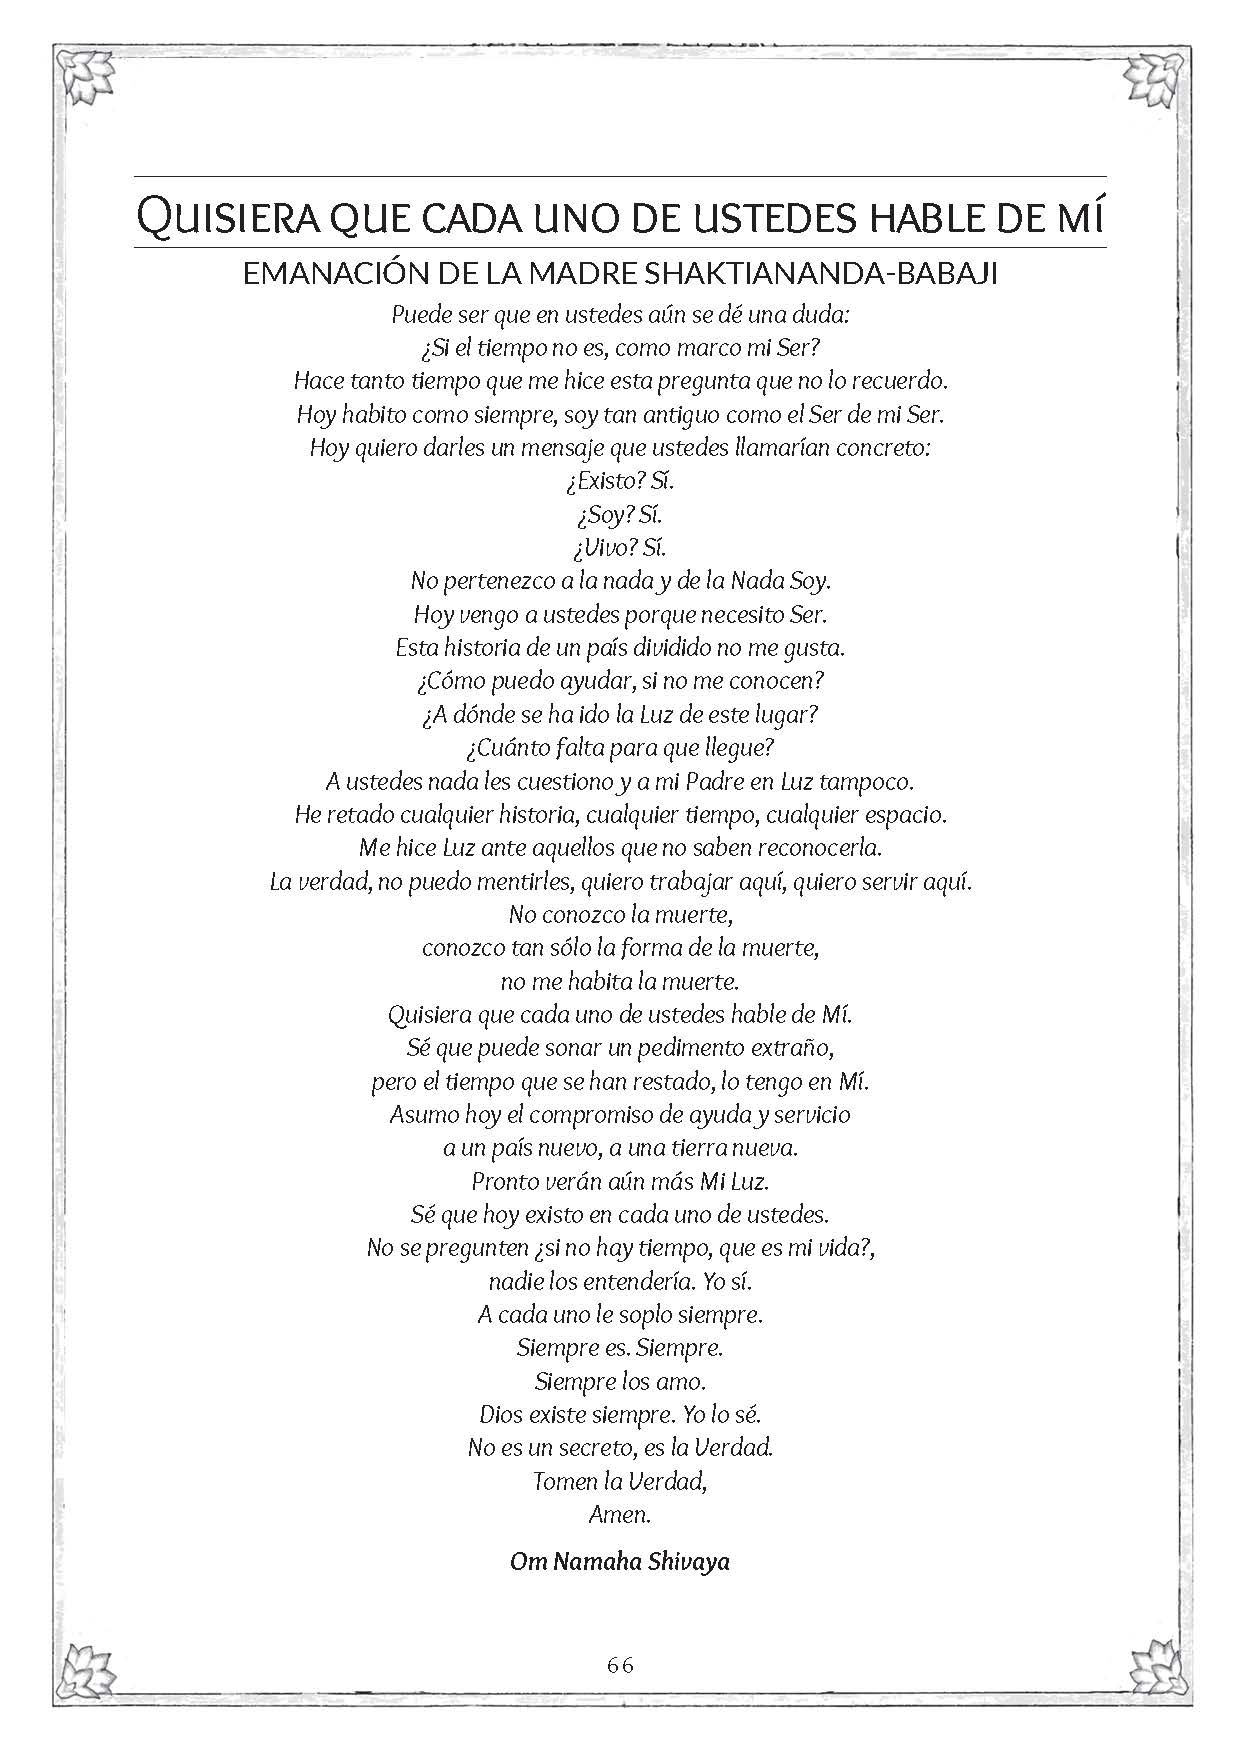 Quisiera que cada uno de ustedes hable de mí
EMANACIÓN DE LA MADRE SHAKTIANANDA-BABAJI
Puede ser que en ustedes aún se dé una duda:
¿Si el tiempo no es, como marco mi Ser?
Hace tanto tiempo que me hice esta pregunta que no lo recuerdo.
Hoy habito como siempre, soy tan antiguo como el Ser de mi Ser.
Hoy quiero darles un mensaje que ustedes llamarían concreto:
¿Existo? Sí.
¿Soy? Sí.
¿Vivo? Sí.
No pertenezco a la nada y de la Nada Soy.
Hoy vengo a ustedes porque necesito Ser.
Esta historia de un país dividido no me gusta.
¿Cómo puedo ayudar, si no me conocen?
¿A dónde se ha ido la Luz de este lugar?
¿Cuánto falta para que llegue?
A ustedes nada les cuestiono y a mi Padre en Luz tampoco.
He retado cualquier historia, cualquier tiempo, cualquier espacio.
Me hice Luz ante aquellos que no saben reconocerla.
La verdad, no puedo mentirles, quiero trabajar aquí, quiero servir aquí.
No conozco la muerte,
conozco tan sólo la forma de la muerte,
no me habita la muerte.
Quisiera que cada uno de ustedes hable de Mí.
Sé que puede sonar un pedimento extraño,
pero el tiempo que se han restado, lo tengo en Mí.
Asumo hoy el compromiso de ayuda y servicio
a un país nuevo, a una tierra nueva.
Pronto verán aún más Mi Luz.
Sé que hoy existo en cada uno de ustedes.
No se pregunten ¿si no hay tiempo, que es mi vida?,
nadie los entendería. Yo sí.
A cada uno le soplo siempre.
Siempre es. Siempre.
Siempre los amo.
Dios existe siempre. Yo lo sé.
No es un secreto, es la Verdad.
Tomen la Verdad,
Amen.
Om Namaha Shivaya
66